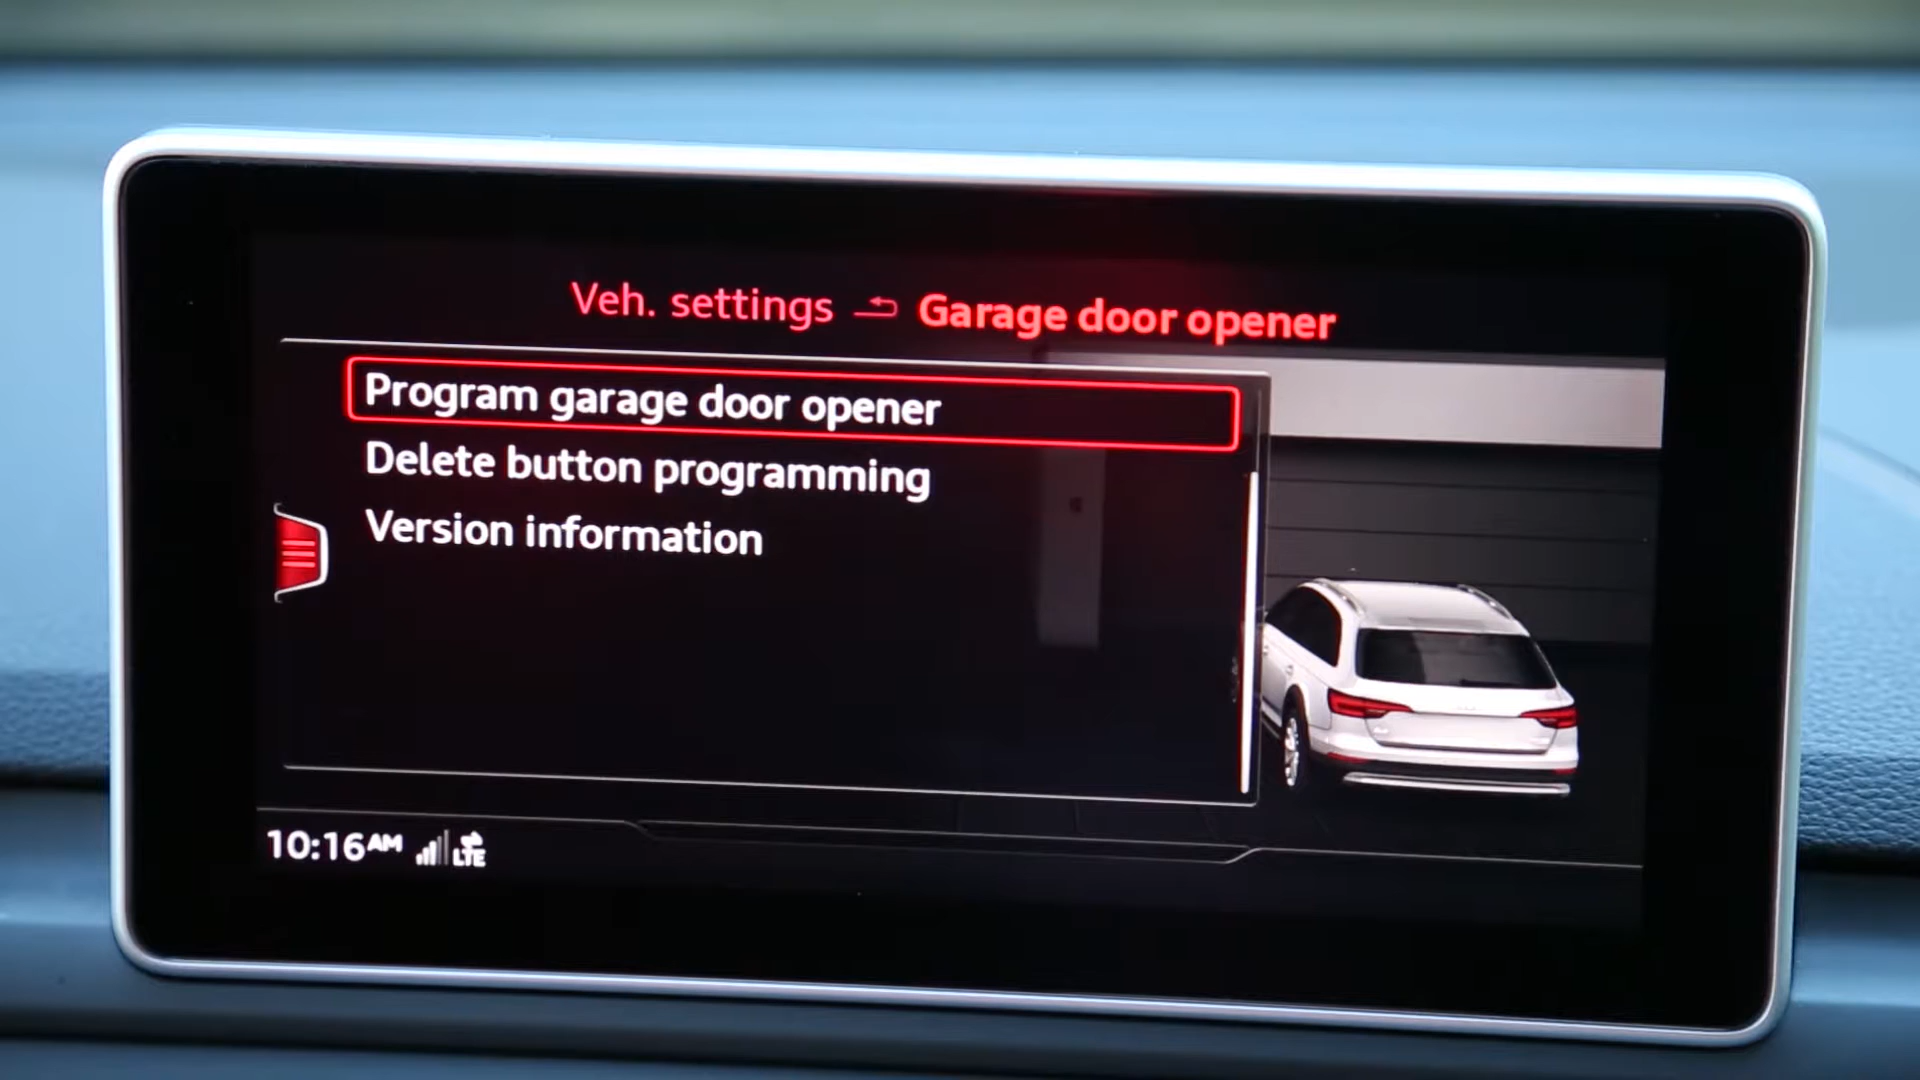 Veh. settings Garage door opener
Program garage door opener
Delete button programming
Version information
10:16AM LTE